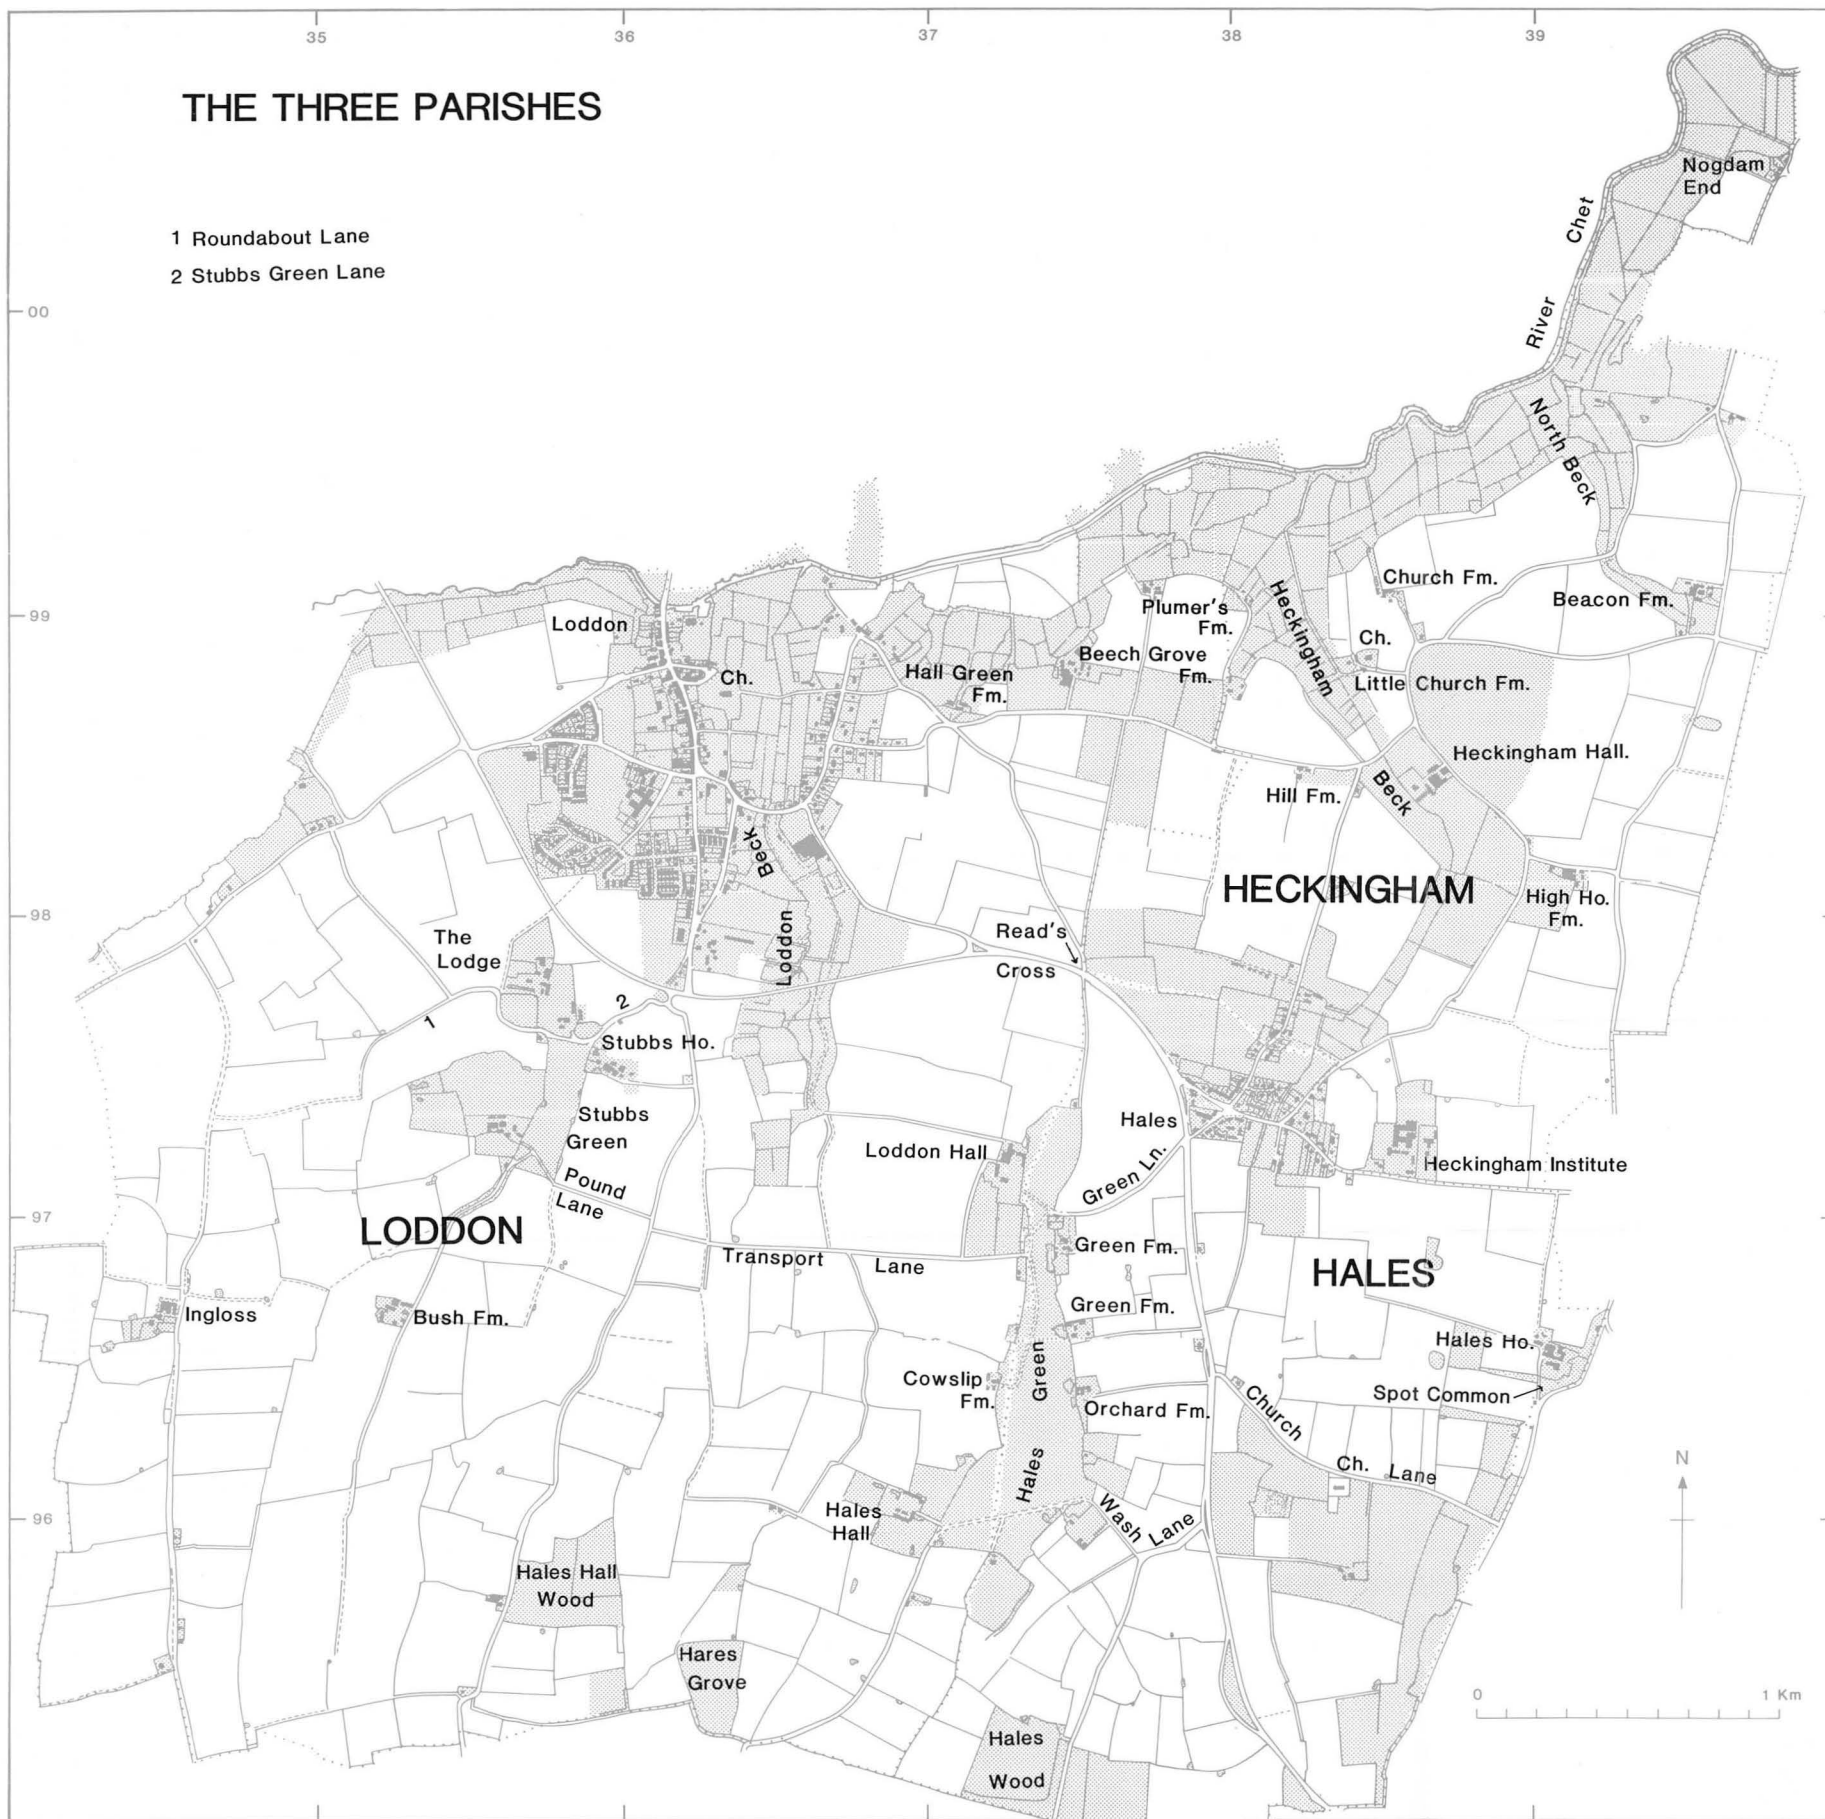 35 36 37 38 39
THE THREE PARISHES
Nogdam
End
River Chet
1 Roundabout Lane
2 Stubbs Green Lane
00
North Beck
99
Loddon
Ch.
Hall Green
Fm.
Beech Grove
Fm.
Plumer's
Fm.
Heckingham
Beck
Church Fm.
Ch.
Little Church Fm.
Beacon Fm.
Heckingham Hall.
Hill Fm.
Beck
Loddon
98
HECKINGHAM
High Ho.
Fm.
The
Lodge
Read's
Cross
1
2
Stubbs Ho.
Stubbs
Green
Hales
Loddon Hall
Green Ln.
Heckingham Institute
Pound
Lane
97
LODDON
Transport Lane
Green Fm.
HALES
Green Fm.
Ingloss
Bush Fm.
Hales Ho.
Spot Common
Cowslip
Fm.
Hales Green
Orchard Fm.
Church Lane
Ch.
N
Hales
Hall
Wash Lane
96
Hales Hall
Wood
Hares
Grove
Hales
Wood
0 1 Km